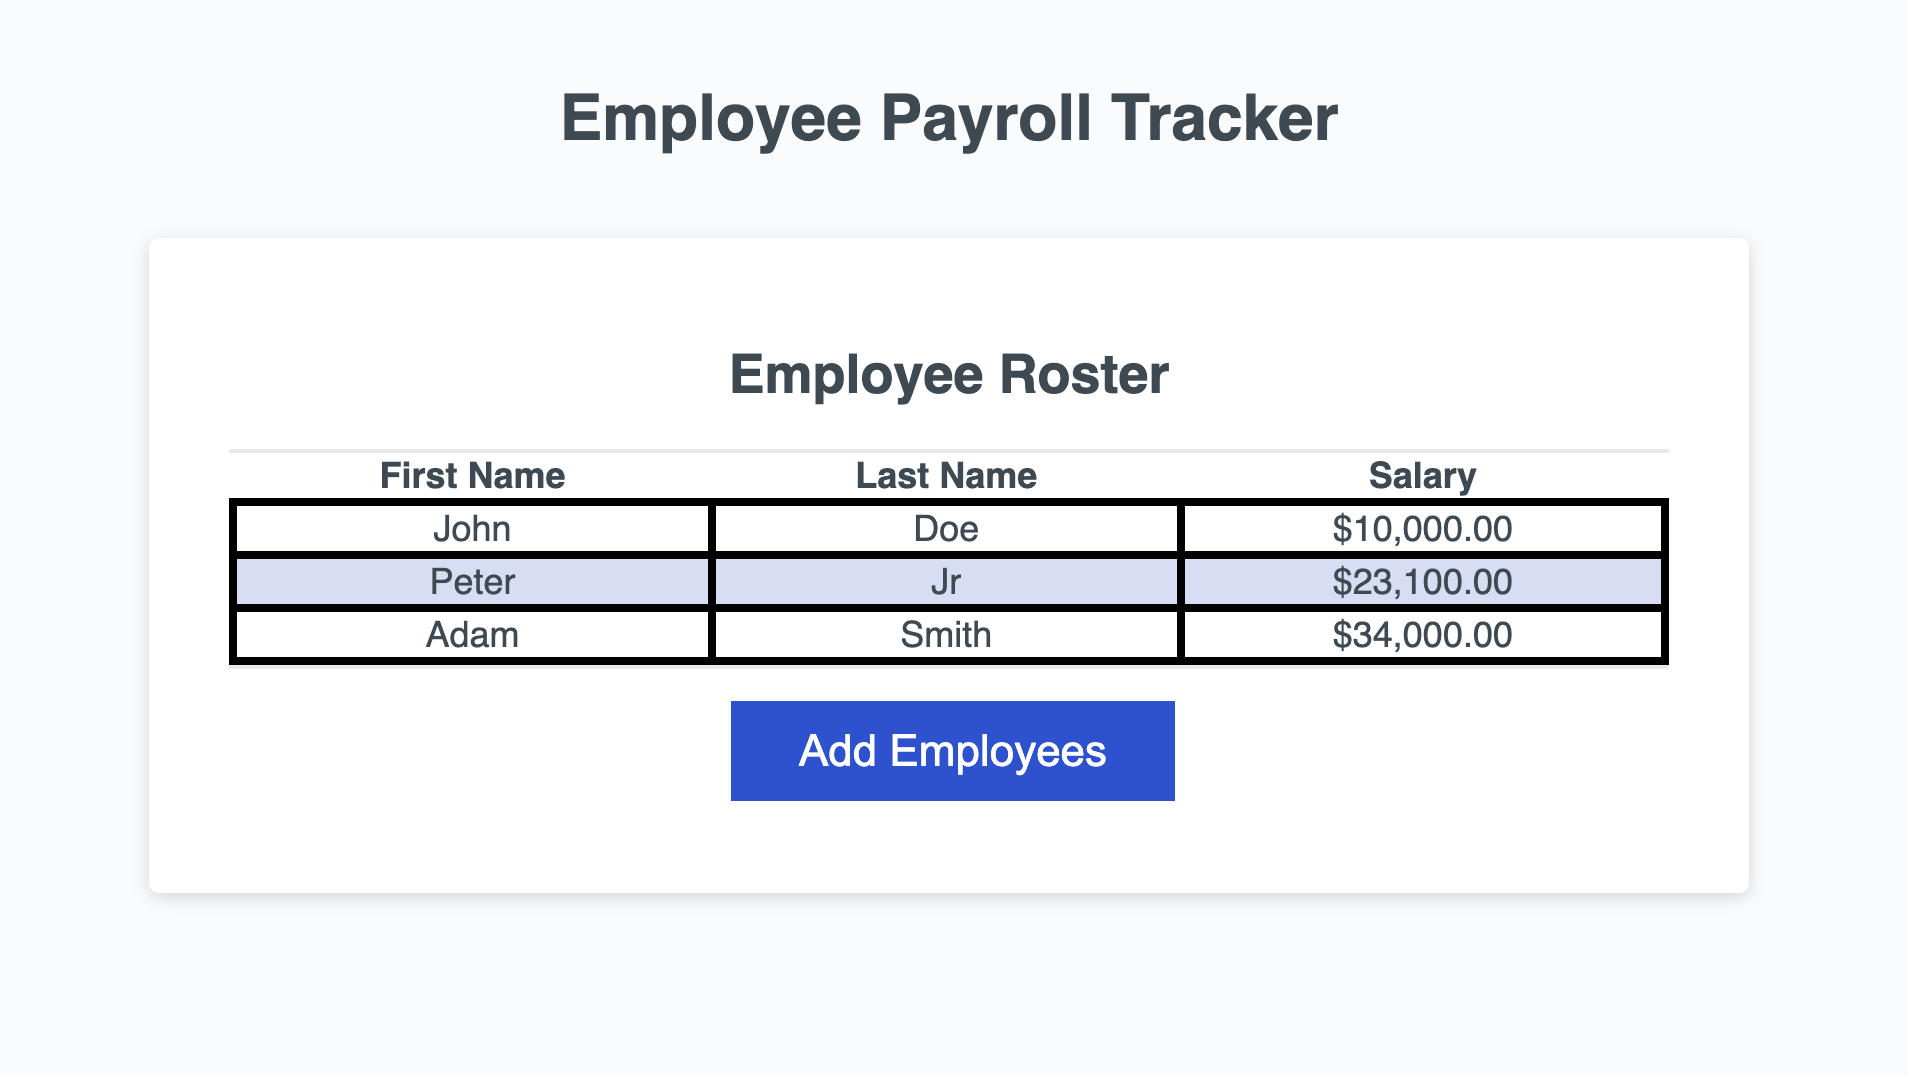 Employee Payroll Tracker
Employee Roster
First Name Last Name Salary
John Doe $10,000.00
Peter Jr $23,100.00
Adam Smith $34,000.00
Add Employees